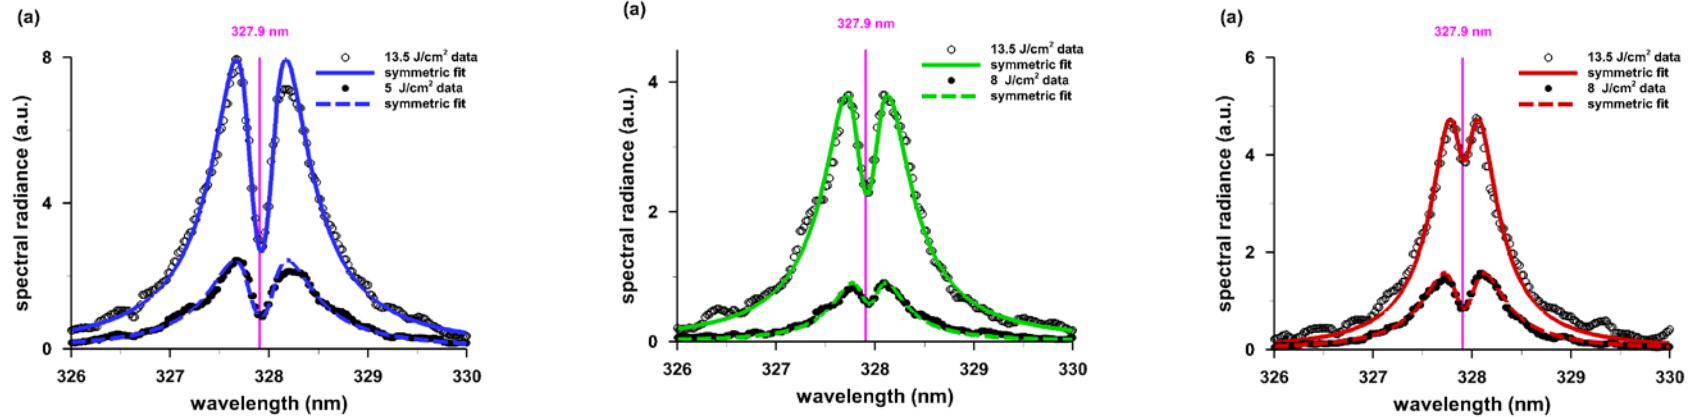 (a)
327.9 nm
13.5 J/cm² data
symmetric fit
5 J/cm² data
symmetric fit
8
4
0
spectral radiance (a.u.)
326
327
328
329
330
wavelength (nm)
(a)
327.9 nm
13.5 J/cm² data
symmetric fit
8 J/cm² data
symmetric fit
4
2
0
spectral radiance (a.u.)
326
327
328
329
330
wavelength (nm)
(a)
327.9 nm
13.5 J/cm² data
symmetric fit
8 J/cm² data
symmetric fit
6
4
2
0
spectral radiance (a.u.)
326
327
328
329
330
wavelength (nm)